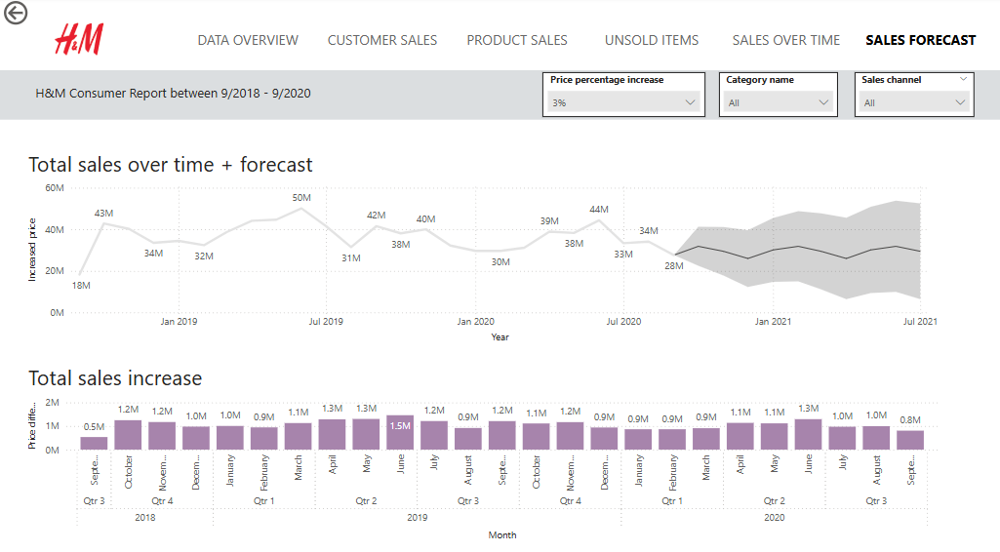 H&M
DATA OVERVIEW CUSTOMER SALES PRODUCT SALES UNSOLD ITEMS SALES OVER TIME SALES FORECAST
H&M Consumer Report between 9/2018 - 9/2020
Price percentage increase
3%
Category name
All
Sales channel
All
Total sales over time + forecast
Increased price
60M
40M
20M
0M
18M 43M 34M 32M 50M 31M 42M 38M 40M 30M 39M 38M 44M 33M 34M 28M
Jan 2019 Jul 2019 Jan 2020 Jul 2020 Jan 2021 Jul 2021
Year
Total sales increase
Price diffe...
2M
1M
0M
0.5M 1.2M 1.2M 1.0M 1.0M 0.9M 1.1M 1.3M 1.3M 1.5M 1.2M 0.9M 1.2M 1.1M 1.2M 0.9M 0.9M 0.9M 0.9M 1.1M 1.1M 1.3M 1.0M 1.0M 0.8M
Septe... October Novem... Decem... January February March April May June July August Septe... October Novem... Decem... January February March April May June July August Septe...
Qtr 3 Qtr 4 Qtr 1 Qtr 2 Qtr 3 Qtr 4 Qtr 1 Qtr 2 Qtr 3
2018 2019 2020
Month